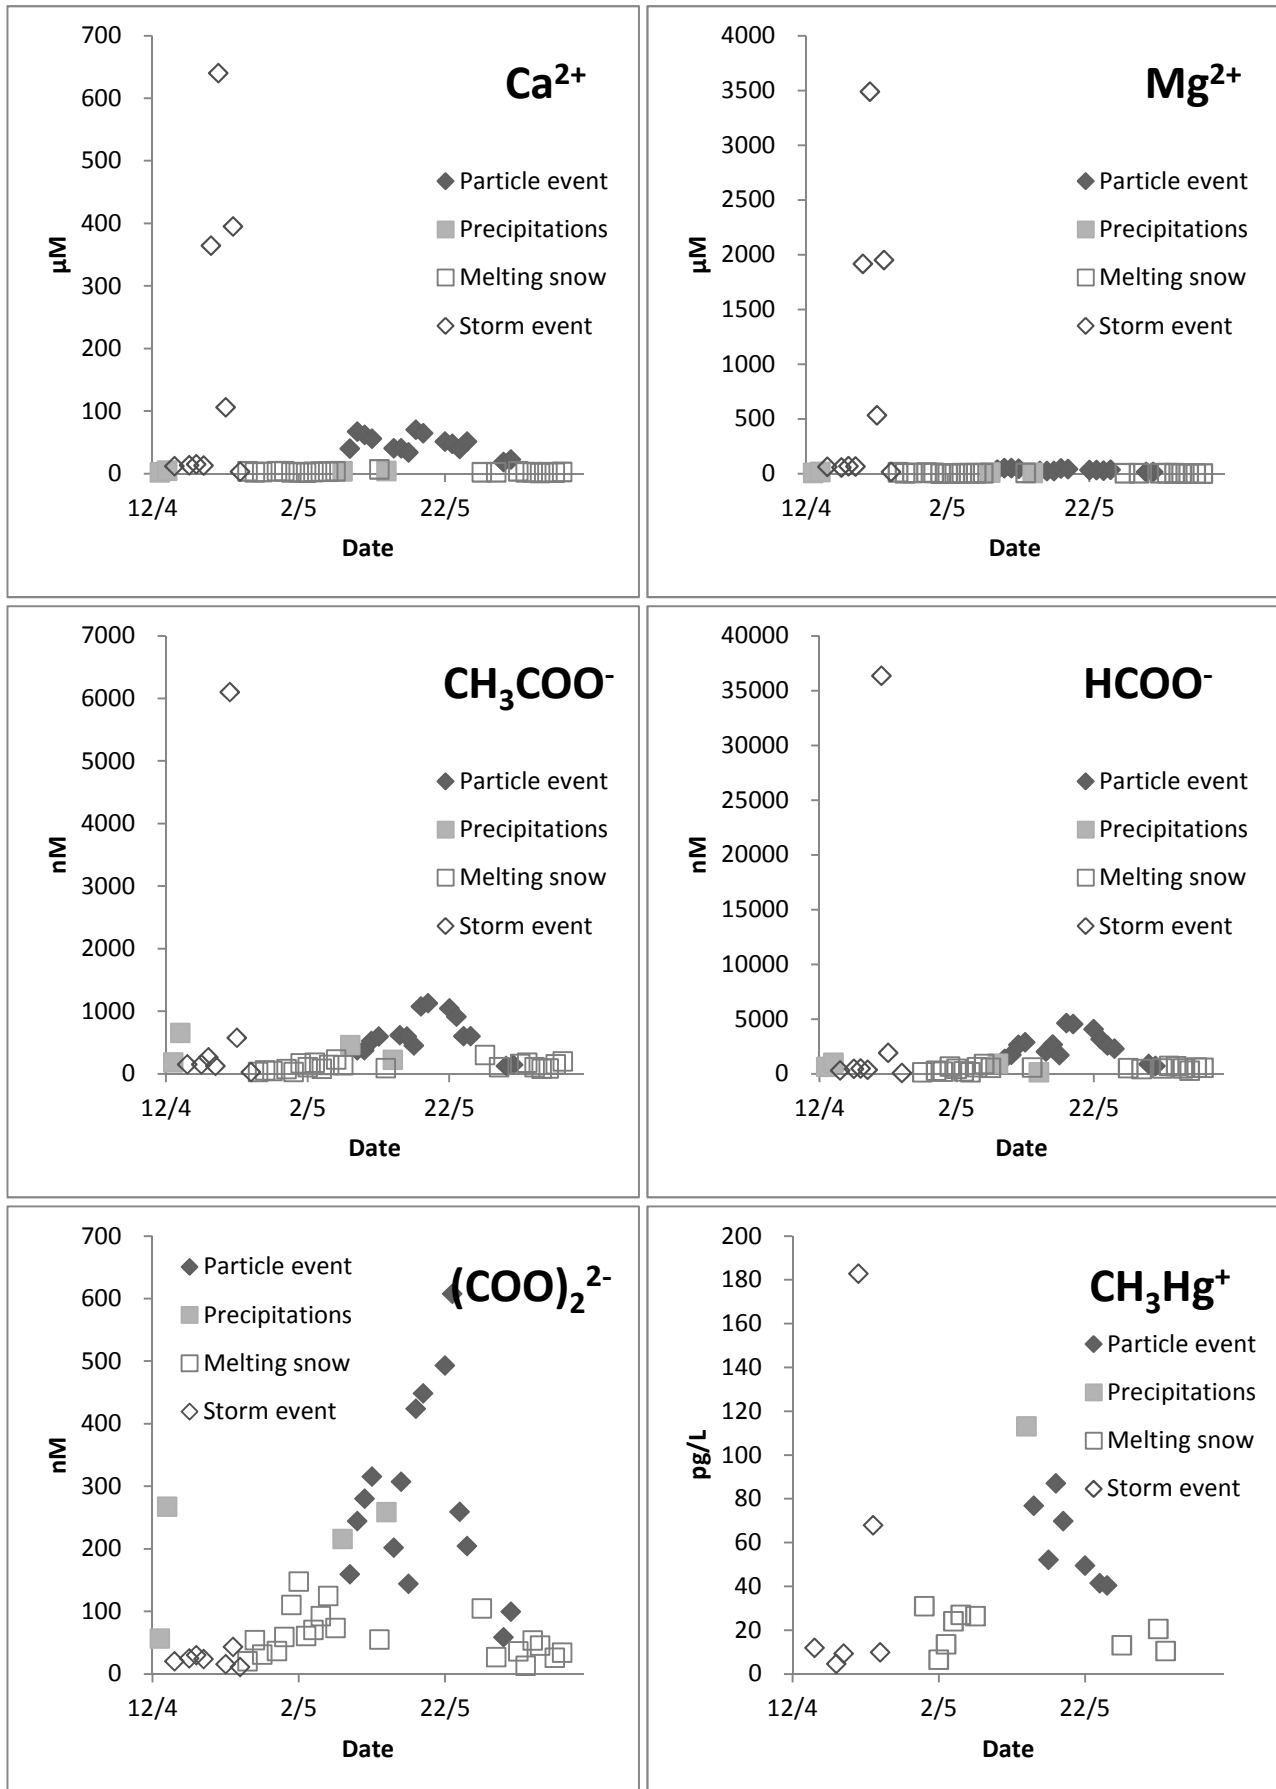 Ca²⁺
700
600
500
400
300
200
100
0
µM
12/4
2/5
22/5
Date
Particle event
Precipitations
Melting snow
Storm event
Mg²⁺
4000
3500
3000
2500
2000
1500
1000
500
0
µM
12/4
2/5
22/5
Date
Particle event
Precipitations
Melting snow
Storm event
CH₃COO⁻
7000
6000
5000
4000
3000
2000
1000
0
nM
12/4
2/5
22/5
Date
Particle event
Precipitations
Melting snow
Storm event
HCOO⁻
40000
35000
30000
25000
20000
15000
10000
5000
0
nM
12/4
2/5
22/5
Date
Particle event
Precipitations
Melting snow
Storm event
(COO)₂²⁻
700
600
500
400
300
200
100
0
nM
12/4
2/5
22/5
Date
Particle event
Precipitations
Melting snow
Storm event
CH₃Hg⁺
200
180
160
140
120
100
80
60
40
20
0
pg/L
12/4
2/5
22/5
Date
Particle event
Precipitations
Melting snow
Storm event